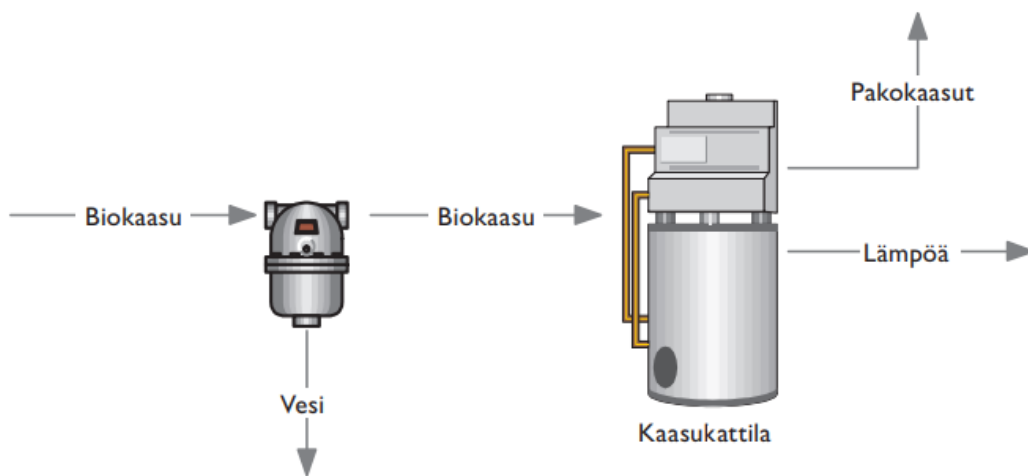 Pakokaasut
Biokaasu
Biokaasu
Lämpöä
Vesi
Kaasukattila